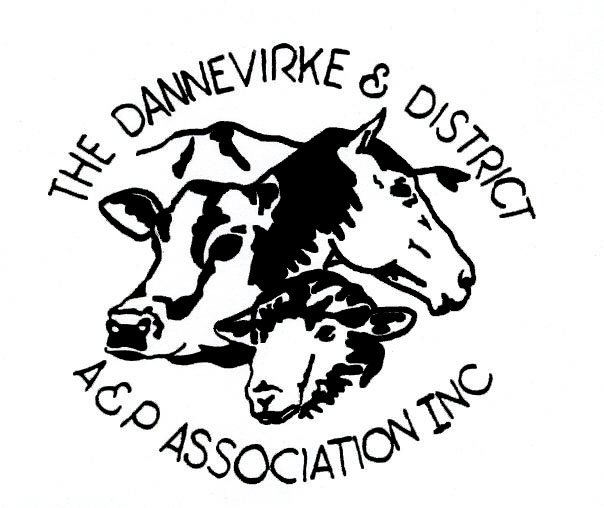 THE DANNEVIRKE & DISTRICT
A & P ASSOCIATION INC